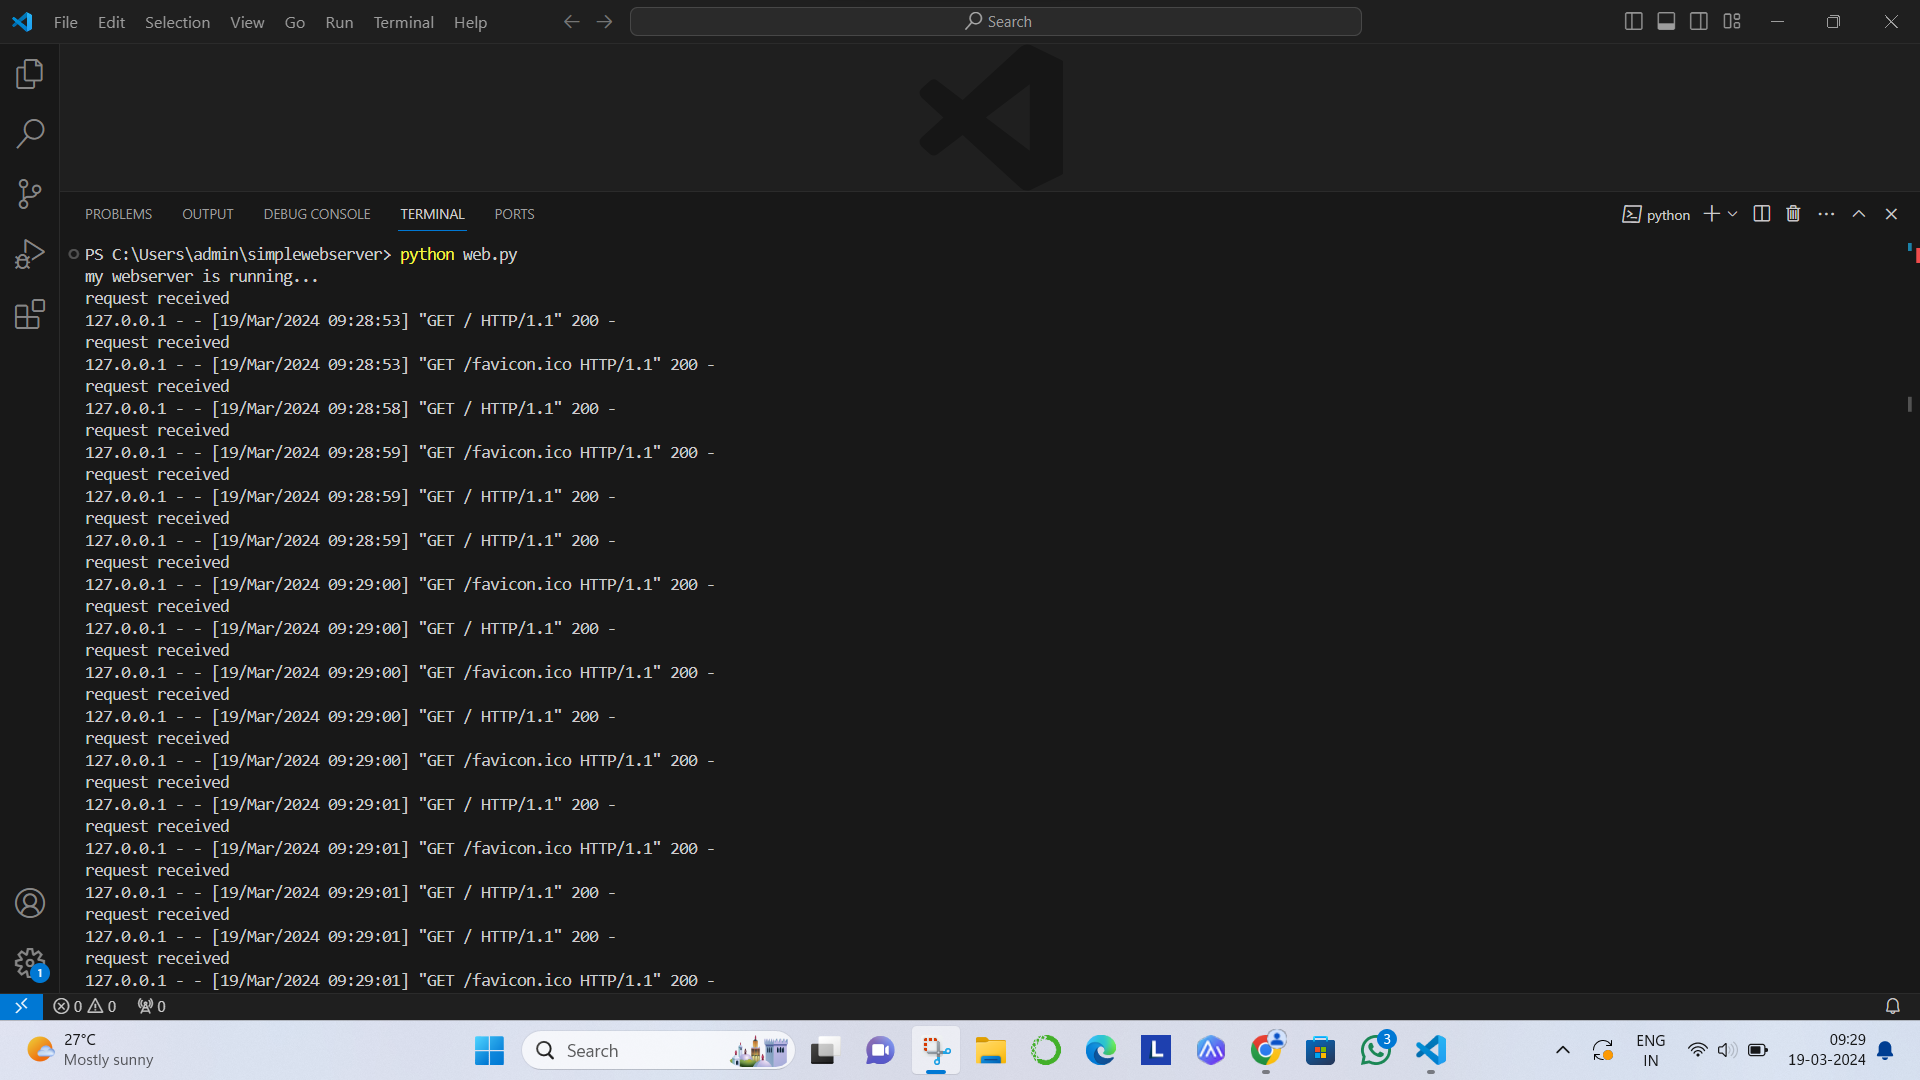 File Edit Selection View Go Run Terminal Help Search
PROBLEMS OUTPUT DEBUG CONSOLE TERMINAL PORTS python
PS C:\Users\admin\simplewebserver> python web.py
my webserver is running...
request received
127.0.0.1 - - [19/Mar/2024 09:28:53] "GET / HTTP/1.1" 200 -
request received
127.0.0.1 - - [19/Mar/2024 09:28:53] "GET /favicon.ico HTTP/1.1" 200 -
request received
127.0.0.1 - - [19/Mar/2024 09:28:58] "GET / HTTP/1.1" 200 -
request received
127.0.0.1 - - [19/Mar/2024 09:28:59] "GET /favicon.ico HTTP/1.1" 200 -
request received
127.0.0.1 - - [19/Mar/2024 09:28:59] "GET / HTTP/1.1" 200 -
request received
127.0.0.1 - - [19/Mar/2024 09:28:59] "GET / HTTP/1.1" 200 -
request received
127.0.0.1 - - [19/Mar/2024 09:29:00] "GET /favicon.ico HTTP/1.1" 200 -
request received
127.0.0.1 - - [19/Mar/2024 09:29:00] "GET / HTTP/1.1" 200 -
request received
127.0.0.1 - - [19/Mar/2024 09:29:00] "GET /favicon.ico HTTP/1.1" 200 -
request received
127.0.0.1 - - [19/Mar/2024 09:29:00] "GET / HTTP/1.1" 200 -
request received
127.0.0.1 - - [19/Mar/2024 09:29:00] "GET /favicon.ico HTTP/1.1" 200 -
request received
127.0.0.1 - - [19/Mar/2024 09:29:01] "GET / HTTP/1.1" 200 -
request received
127.0.0.1 - - [19/Mar/2024 09:29:01] "GET /favicon.ico HTTP/1.1" 200 -
request received
127.0.0.1 - - [19/Mar/2024 09:29:01] "GET / HTTP/1.1" 200 -
request received
127.0.0.1 - - [19/Mar/2024 09:29:01] "GET / HTTP/1.1" 200 -
request received
127.0.0.1 - - [19/Mar/2024 09:29:01] "GET /favicon.ico HTTP/1.1" 200 -
1
0 0 0
27°C
Mostly sunny
Search
L
3
ENG
IN
09:29
19-03-2024